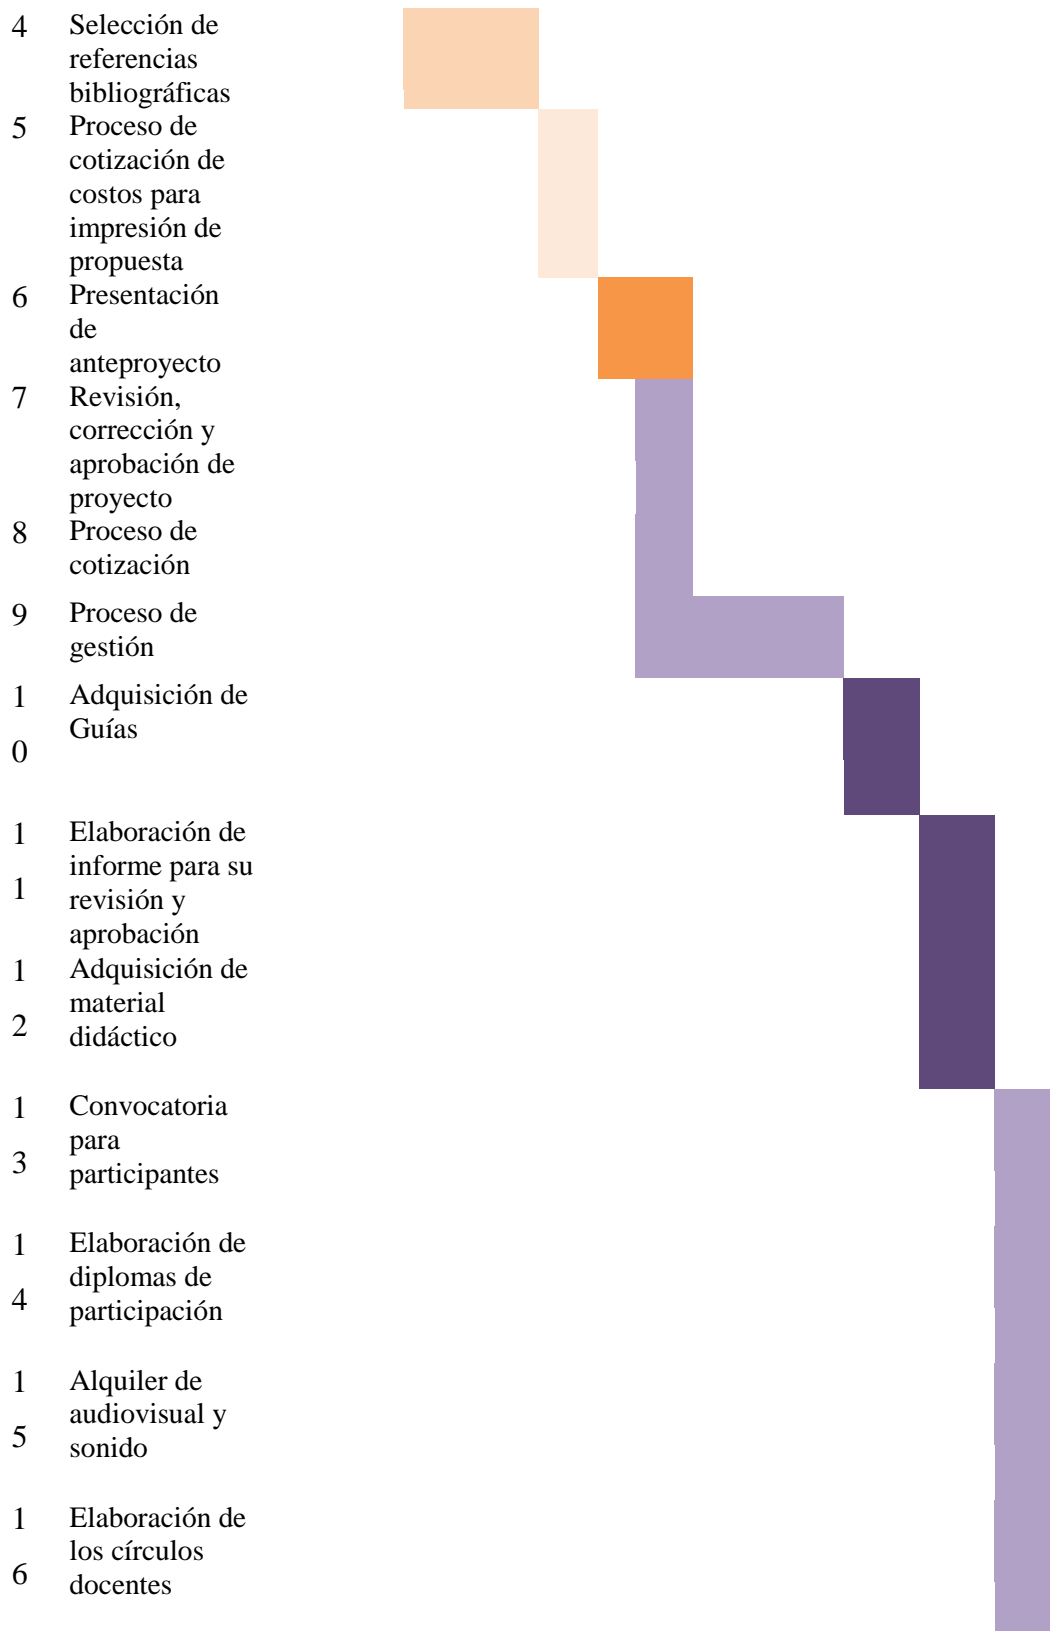 4 Selección de
referencias
bibliográficas
5 Proceso de
cotización de
costos para
impresión de
propuesta
6 Presentación
de
anteproyecto
7 Revisión,
corrección y
aprobación de
proyecto
8 Proceso de
cotización
9 Proceso de
gestión
1 Adquisición de
Guías
0
1 Elaboración de
informe para su
1 revisión y
aprobación
1 Adquisición de
material
2 didáctico
1 Convocatoria
para
3 participantes
1 Elaboración de
diplomas de
4 participación
1 Alquiler de
audiovisual y
5 sonido
1 Elaboración de
los círculos
6 docentes